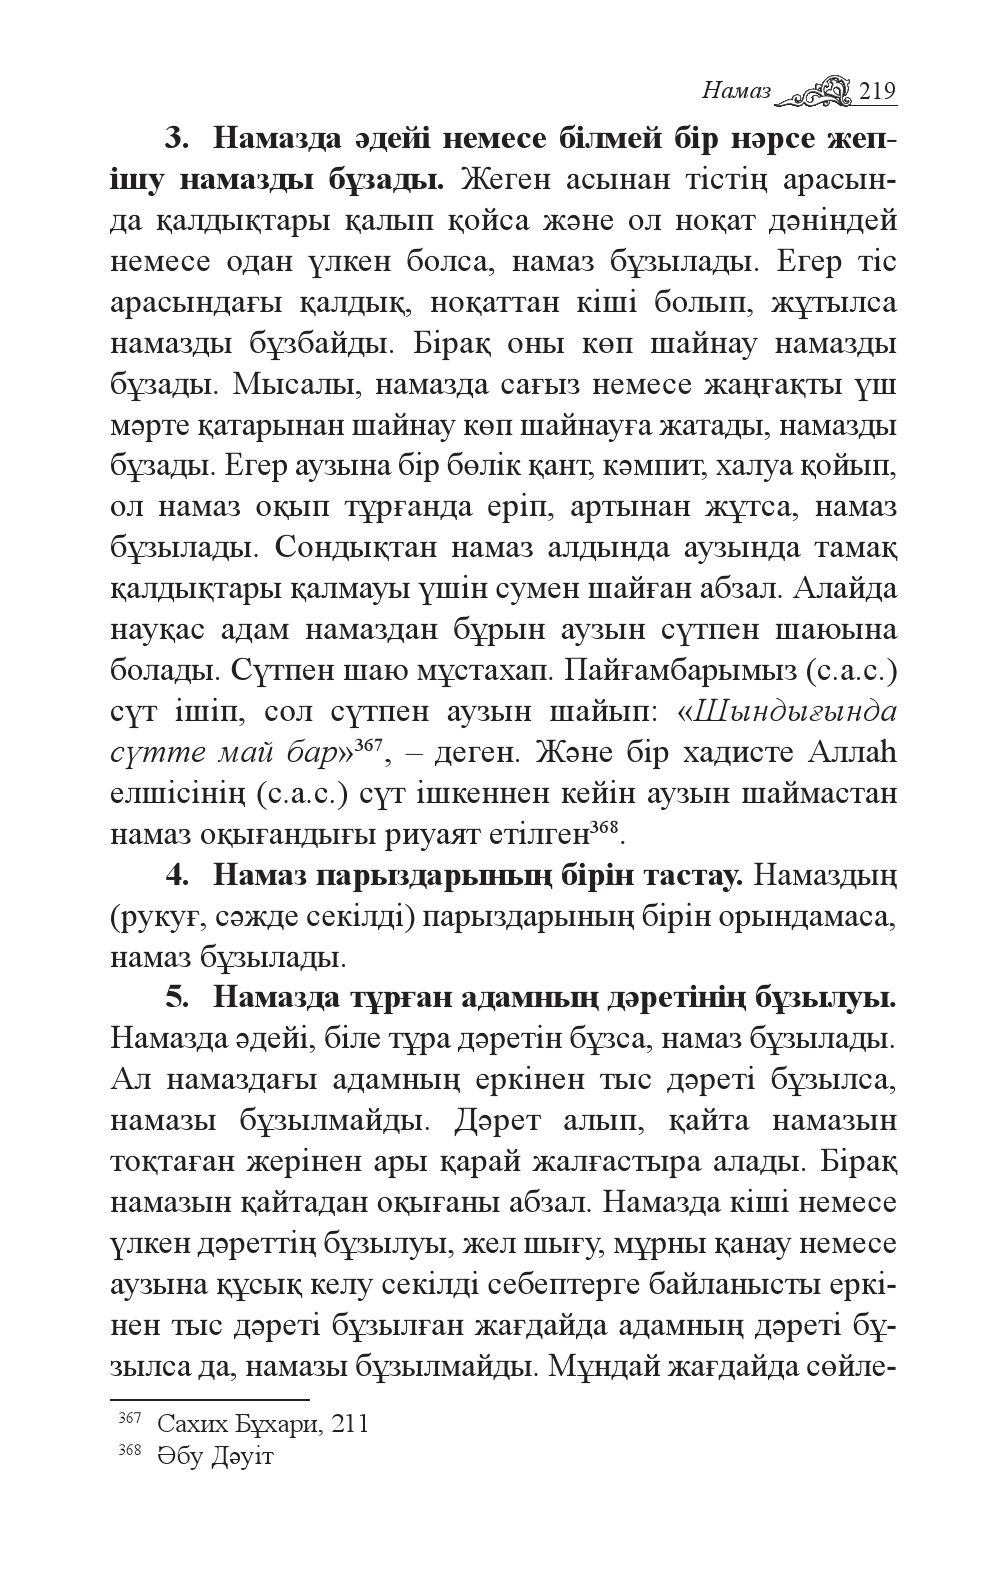 Намаз 219
3. Намазда әдейі немесе білмей бір нәрсе жеп-
ішу намазды бұзады. Жеген асынан тістің арасын-
да қалдықтары қалып қойса және ол ноқат дәніндей
немесе одан үлкен болса, намаз бұзылады. Егер тіс
арасындағы қалдық, ноқаттан кіші болып, жұтылса
намазды бұзбайды. Бірақ оны көп шайнау намазды
бұзады. Мысалы, намазда сағыз немесе жаңғақты үш
мәрте қатарынан шайнау көп шайнауға жатады, намазды
бұзады. Егер аузына бір бөлік қант, кәмпит, халуа қойып,
ол намаз оқып тұрғанда еріп, артынан жұтса, намаз
бұзылады. Сондықтан намаз алдында аузында тамақ
қалдықтары қалмауы үшін сумен шайған абзал. Алайда
науқас адам намаздан бұрын аузын сүтпен шаюына
болады. Сүтпен шаю мұстахап. Пайғамбарымыз (с.а.с.)
сүт ішіп, сол сүтпен аузын шайып: «Шындығында
сүтте май бар»367, – деген. Және бір хадисте Аллаһ
елшісінің (с.а.с.) сүт ішкеннен кейін аузын шаймастан
намаз оқығандығы риуаят етілген368.
4. Намаз парыздарының бірін тастау. Намаздың
(рукуғ, сәжде секілді) парыздарының бірін орындамаса,
намаз бұзылады.
5. Намазда тұрған адамның дәретінің бұзылуы.
Намазда әдейі, біле тұра дәретін бұзса, намаз бұзылады.
Ал намаздағы адамның еркінен тыс дәреті бұзылса,
намазы бұзылмайды. Дәрет алып, қайта намазын
тоқтаған жерінен ары қарай жалғастыра алады. Бірақ
намазын қайтадан оқығаны абзал. Намазда кіші немесе
үлкен дәреттің бұзылуы, жел шығу, мұрны қанау немесе
аузына құсық келу секілді себептерге байланысты еркі-
нен тыс дәреті бұзылған жағдайда адамның дәреті бұ-
зылса да, намазы бұзылмайды. Мұндай жағдайда сөйле-
367 Сахих Бұхари, 211
368 Әбу Дәуіт